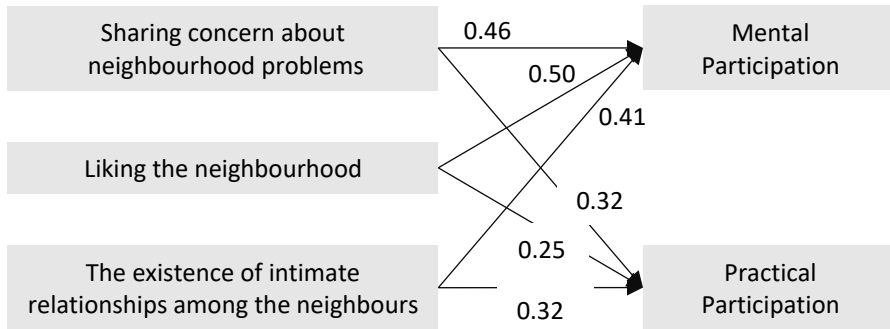 Sharing concern about
neighbourhood problems
0.46
Mental
Participation
0.50
0.41
Liking the neighbourhood
0.32
0.25
The existence of intimate
relationships among the neighbours
0.32
Practical
Participation